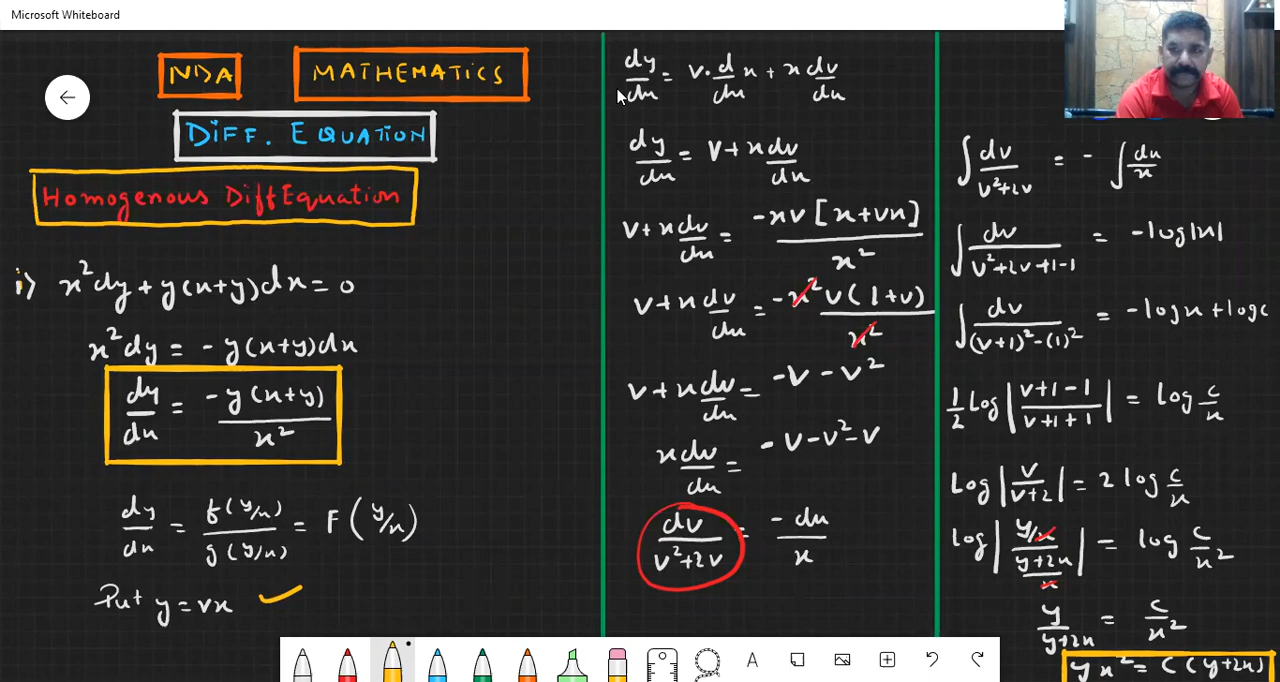 Microsoft Whiteboard
NDA MATHEMATICS
DIFF. EQUATION
Homogenous Diff Equation
i) x²dy + y(x+y)dx = 0
x²dy = -y(x+y)dx
dy/dx = -y(x+y)/x²
dy/dx = f(y/x)/g(y/x) = F(y/x)
Put y = vx
dy/dx = v·d/dx x + x dv/dx
dy/dx = v + x dv/dx
v + x dv/dx = -xv[x+vx]/x²
v + x dv/dx = -x²v(1+v)/x²
v + x dv/dx = -v - v²
x dv/dx = -v - v² - v
dv/v²+2v = -dx/x
∫ dv/v²+2v = -∫ dx/x
∫ dv/v²+2v+1-1 = -log|x|
∫ dv/(v+1)²-(1)² = -logx + logc
1/2 Log|v+1-1/v+1+1| = log c/x
Log|v/v+2| = 2 log c/x
log|y/x/y+2x/x| = log c/x²
y/y+2x = c/x²
yx² = C(y+2x)
A